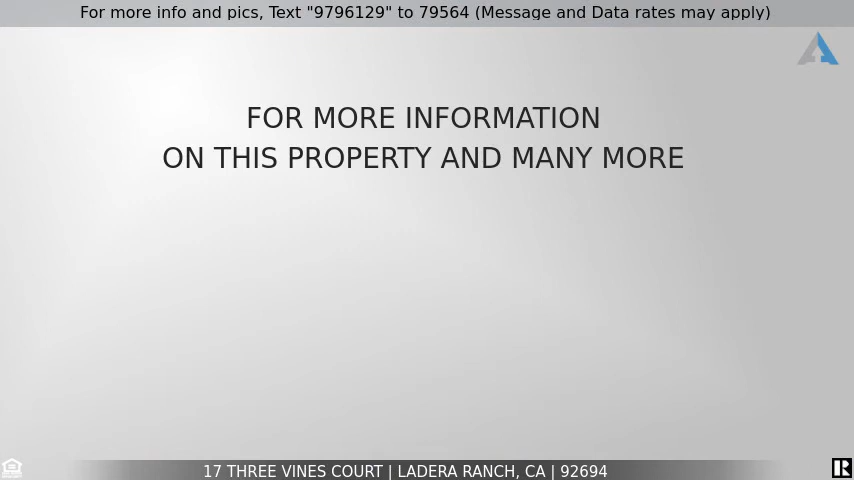 For more info and pics, Text "9796129" to 79564 (Message and Data rates may apply)
FOR MORE INFORMATION
ON THIS PROPERTY AND MANY MORE
17 THREE VINES COURT | LADERA RANCH, CA | 92694